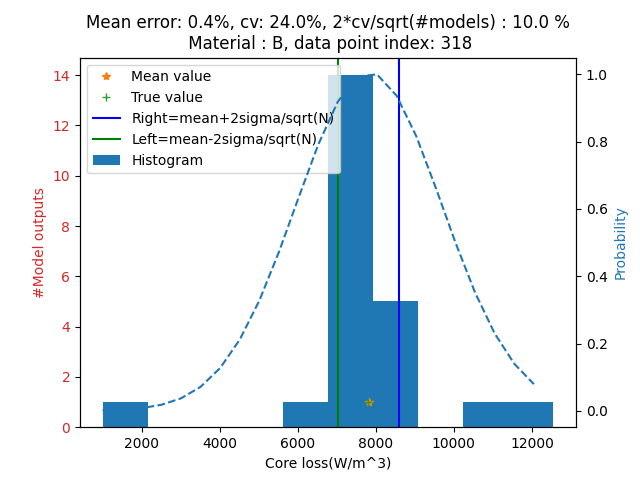 Mean error: 0.4%, cv: 24.0%, 2*cv/sqrt(#models) : 10.0 %
Material : B, data point index: 318
Mean value
True value
Right=mean+2sigma/sqrt(N)
Left=mean-2sigma/sqrt(N)
Histogram
14
12
10
8
6
4
2
0
#Model outputs
1.0
0.8
0.6
0.4
0.2
0.0
Probability
2000 4000 6000 8000 10000 12000
Core loss(W/m^3)